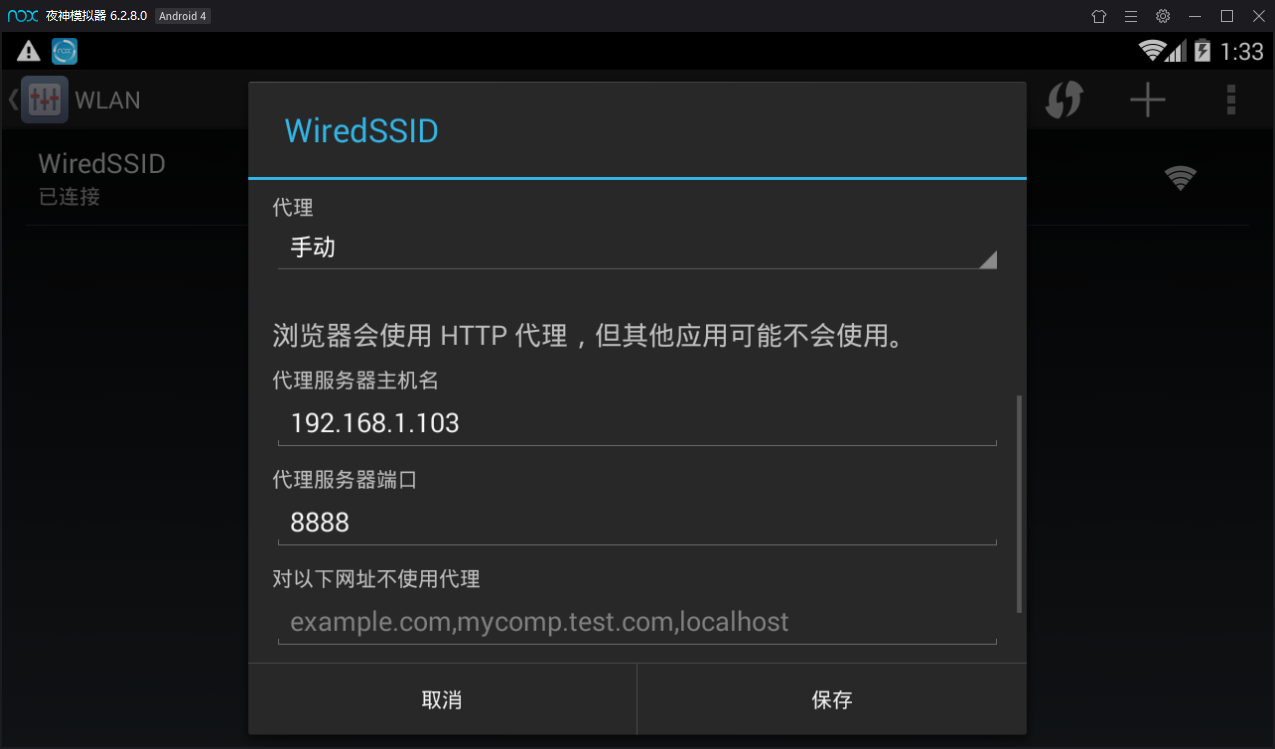 nox 夜神模拟器 6.2.8.0 Android 4
nox 1:33
WLAN
WiredSSID
已连接
WiredSSID
代理
手动
浏览器会使用 HTTP 代理，但其他应用可能不会使用。
代理服务器主机名
192.168.1.103
代理服务器端口
8888
对以下网址不使用代理
example.com,mycomp.test.com,localhost
取消 保存